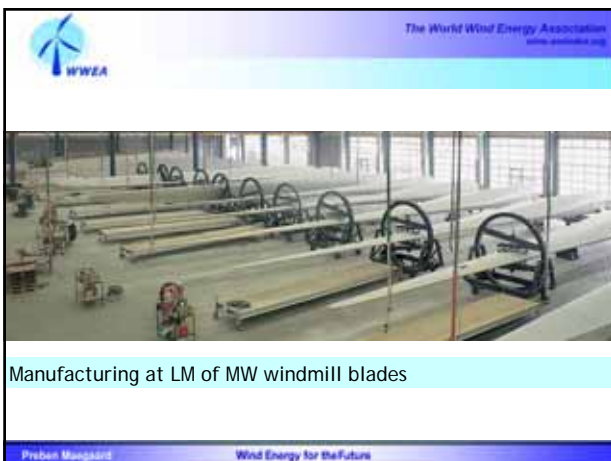 The World Wind Energy Association
WWEA
Manufacturing at LM of MW windmill blades
Preben Maegaard
Wind Energy for theFuture